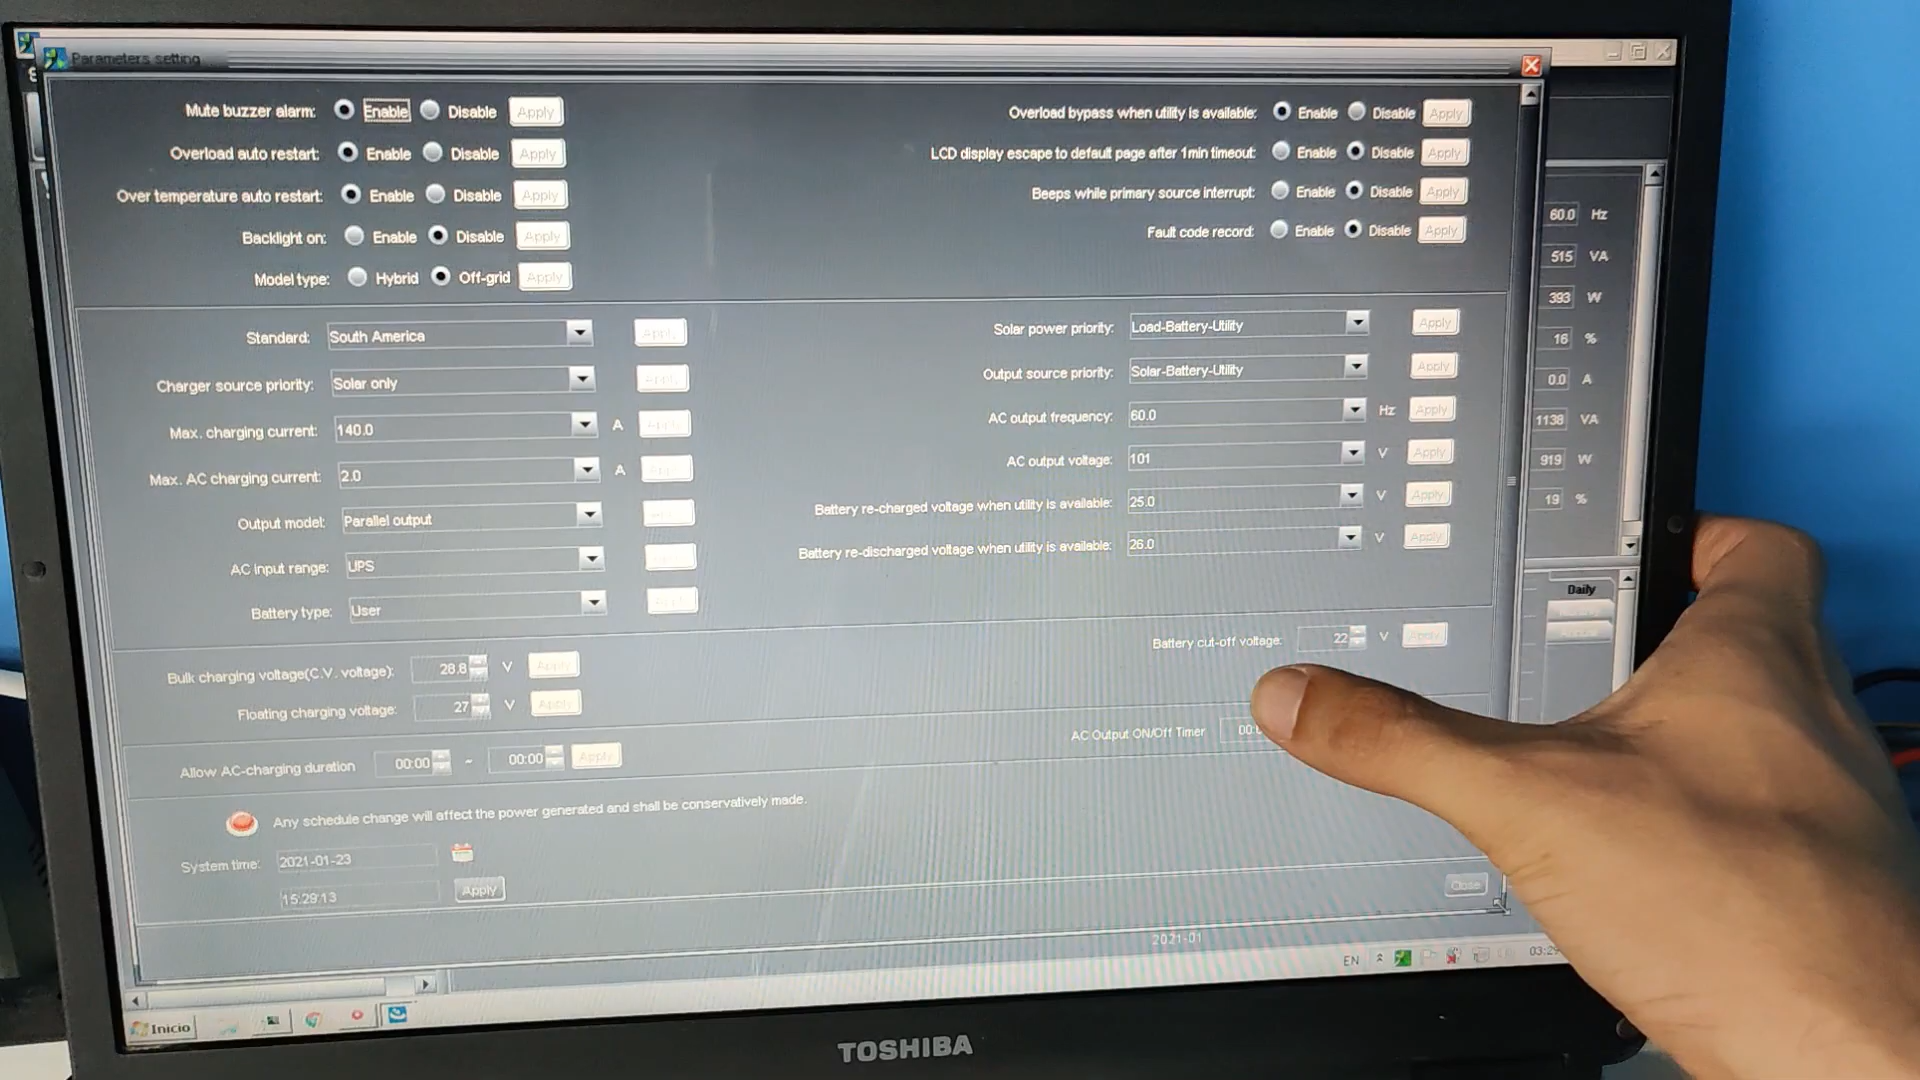 Parameters setting
Mute buzzer alarm: Enable Disable Apply
Overload auto restart: Enable Disable Apply
Over temperature auto restart: Enable Disable Apply
Backlight on: Enable Disable Apply
Model type: Hybrid Off-grid Apply
Overload bypass when utility is available: Enable Disable Apply
LCD display escape to default page after 1min timeout: Enable Disable Apply
Beeps while primary source interrupt: Enable Disable Apply
Fault code record: Enable Disable Apply
Standard: South America Apply
Charger source priority: Solar only Apply
Max. charging current: 140.0 A Apply
Max. AC charging current: 2.0 A Apply
Output model: Parallel output
AC input range: UPS
Battery type: User Apply
Solar power priority: Load-Battery-Utility Apply
Output source priority: Solar-Battery-Utility Apply
AC output frequency: 60.0 Hz Apply
AC output voltage: 101 V Apply
Battery re-charged voltage when utility is available: 25.0 V Apply
Battery re-discharged voltage when utility is available: 26.0 V Apply
Bulk charging voltage(C.V. voltage): 28.8 V Apply
Floating charging voltage: 27 V Apply
Battery cut-off voltage: 22 V Apply
Allow AC-charging duration 00:00 ~ 00:00 Apply
AC Output ON/Off Timer 00:
Any schedule change will affect the power generated and shall be conservatively made.
System time: 2021-01-23
15:29:13 Apply
Close
60.0 Hz
515 VA
393 W
16 %
0.0 A
1138 VA
919 W
19 %
Daily
2021-01
EN
03:29
Inicio
TOSHIBA